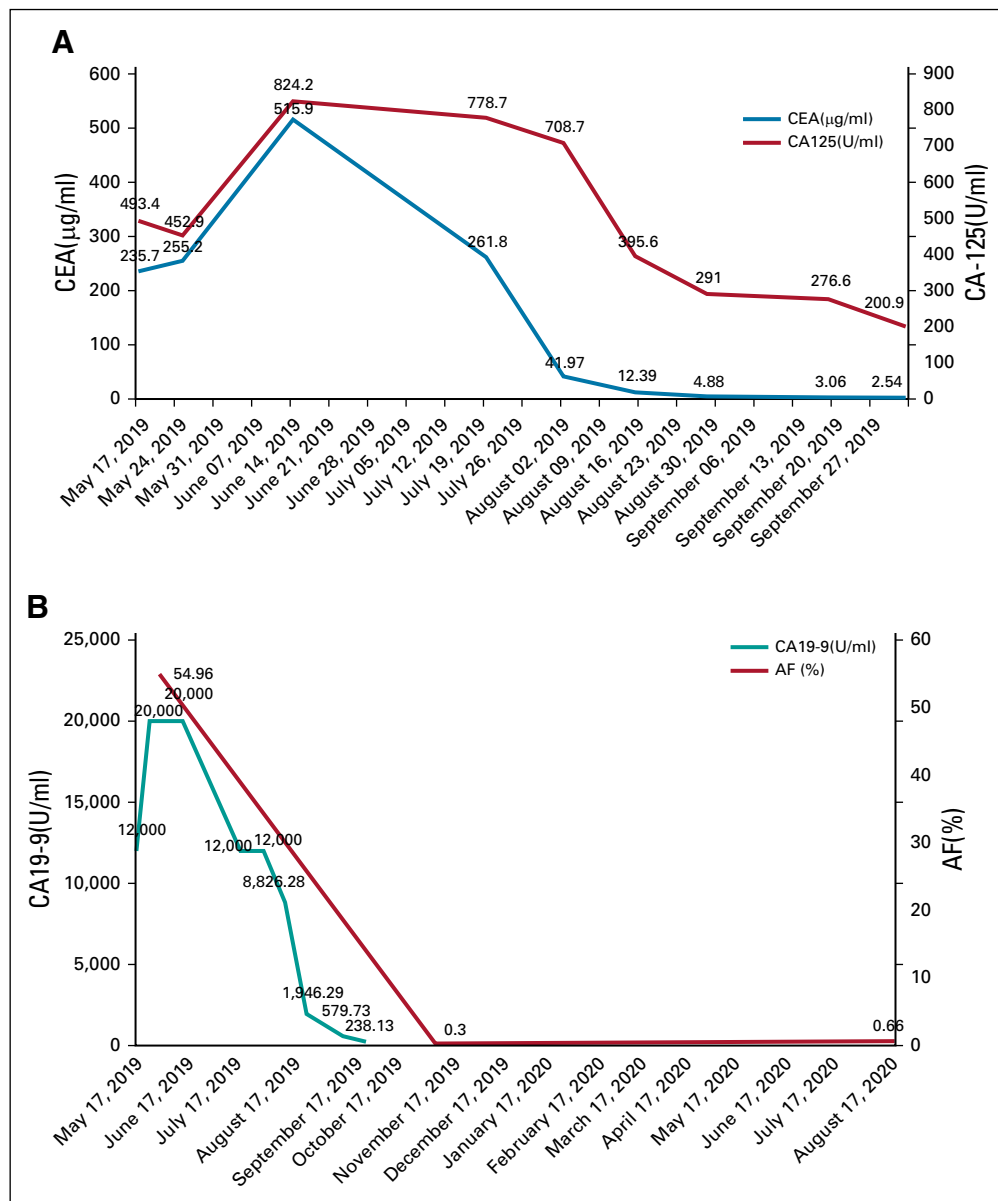 A
600
500
400
300
200
100
0
CEA(μg/ml)
900
800
700
600
500
400
300
200
100
0
CA-125(U/ml)
CEA(μg/ml)
CA125(U/ml)
493.4
452.9
824.2
778.7
708.7
395.6
291
276.6
200.9
235.7
255.2
515.9
261.8
41.97
12.39
4.88
3.06
2.54
May 17, 2019
May 24, 2019
May 31, 2019
June 07, 2019
June 14, 2019
June 21, 2019
June 28, 2019
July 05, 2019
July 12, 2019
July 19, 2019
July 26, 2019
August 02, 2019
August 09, 2019
August 16, 2019
August 23, 2019
August 30, 2019
September 06, 2019
September 13, 2019
September 20, 2019
September 27, 2019
B
25,000
20,000
15,000
10,000
5,000
0
CA19-9(U/ml)
60
50
40
30
20
10
0
AF(%)
CA19-9(U/ml)
AF (%)
54.96
20,000
20,000
12,000
12,000
12,000
8,826.28
1,946.29
579.73
238.13
0.3
0.66
May 17, 2019
June 17, 2019
July 17, 2019
August 17, 2019
September 17, 2019
October 17, 2019
November 17, 2019
December 17, 2019
January 17, 2020
February 17, 2020
March 17, 2020
April 17, 2020
May 17, 2020
June 17, 2020
July 17, 2020
August 17, 2020